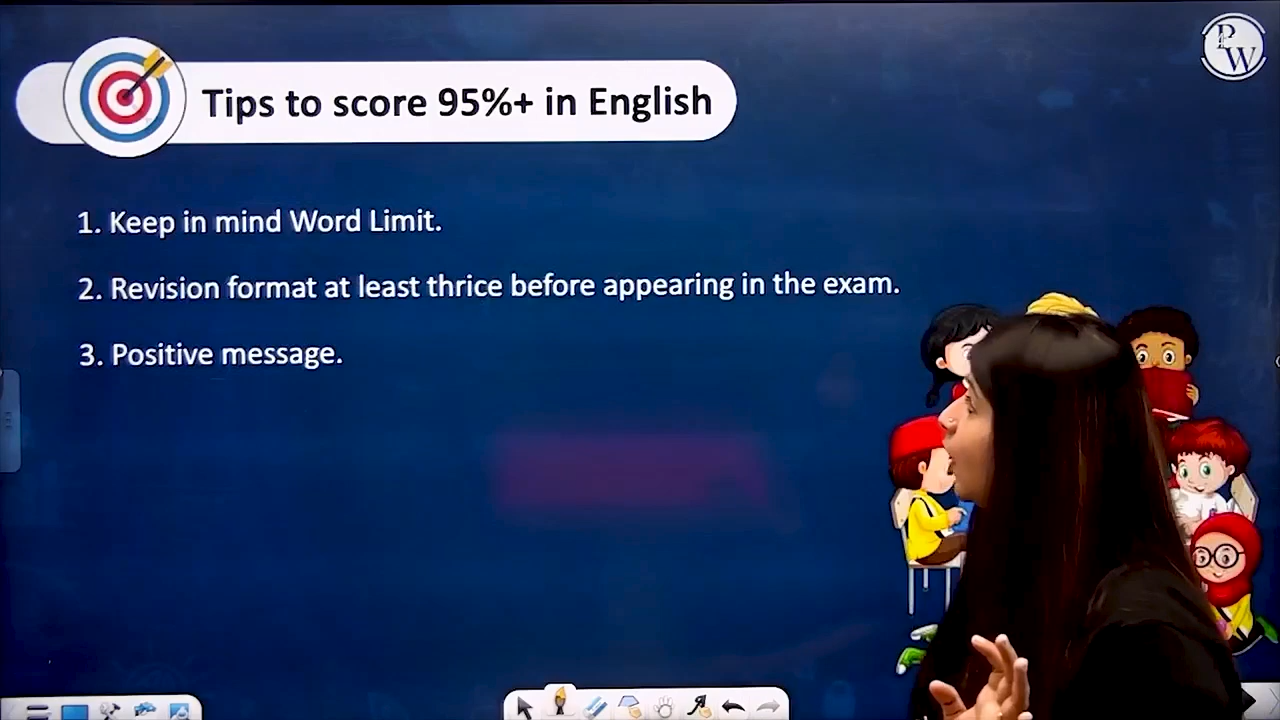 PW
Tips to score 95%+ in English
1. Keep in mind Word Limit.
2. Revision format at least thrice before appearing in the exam.
3. Positive message.